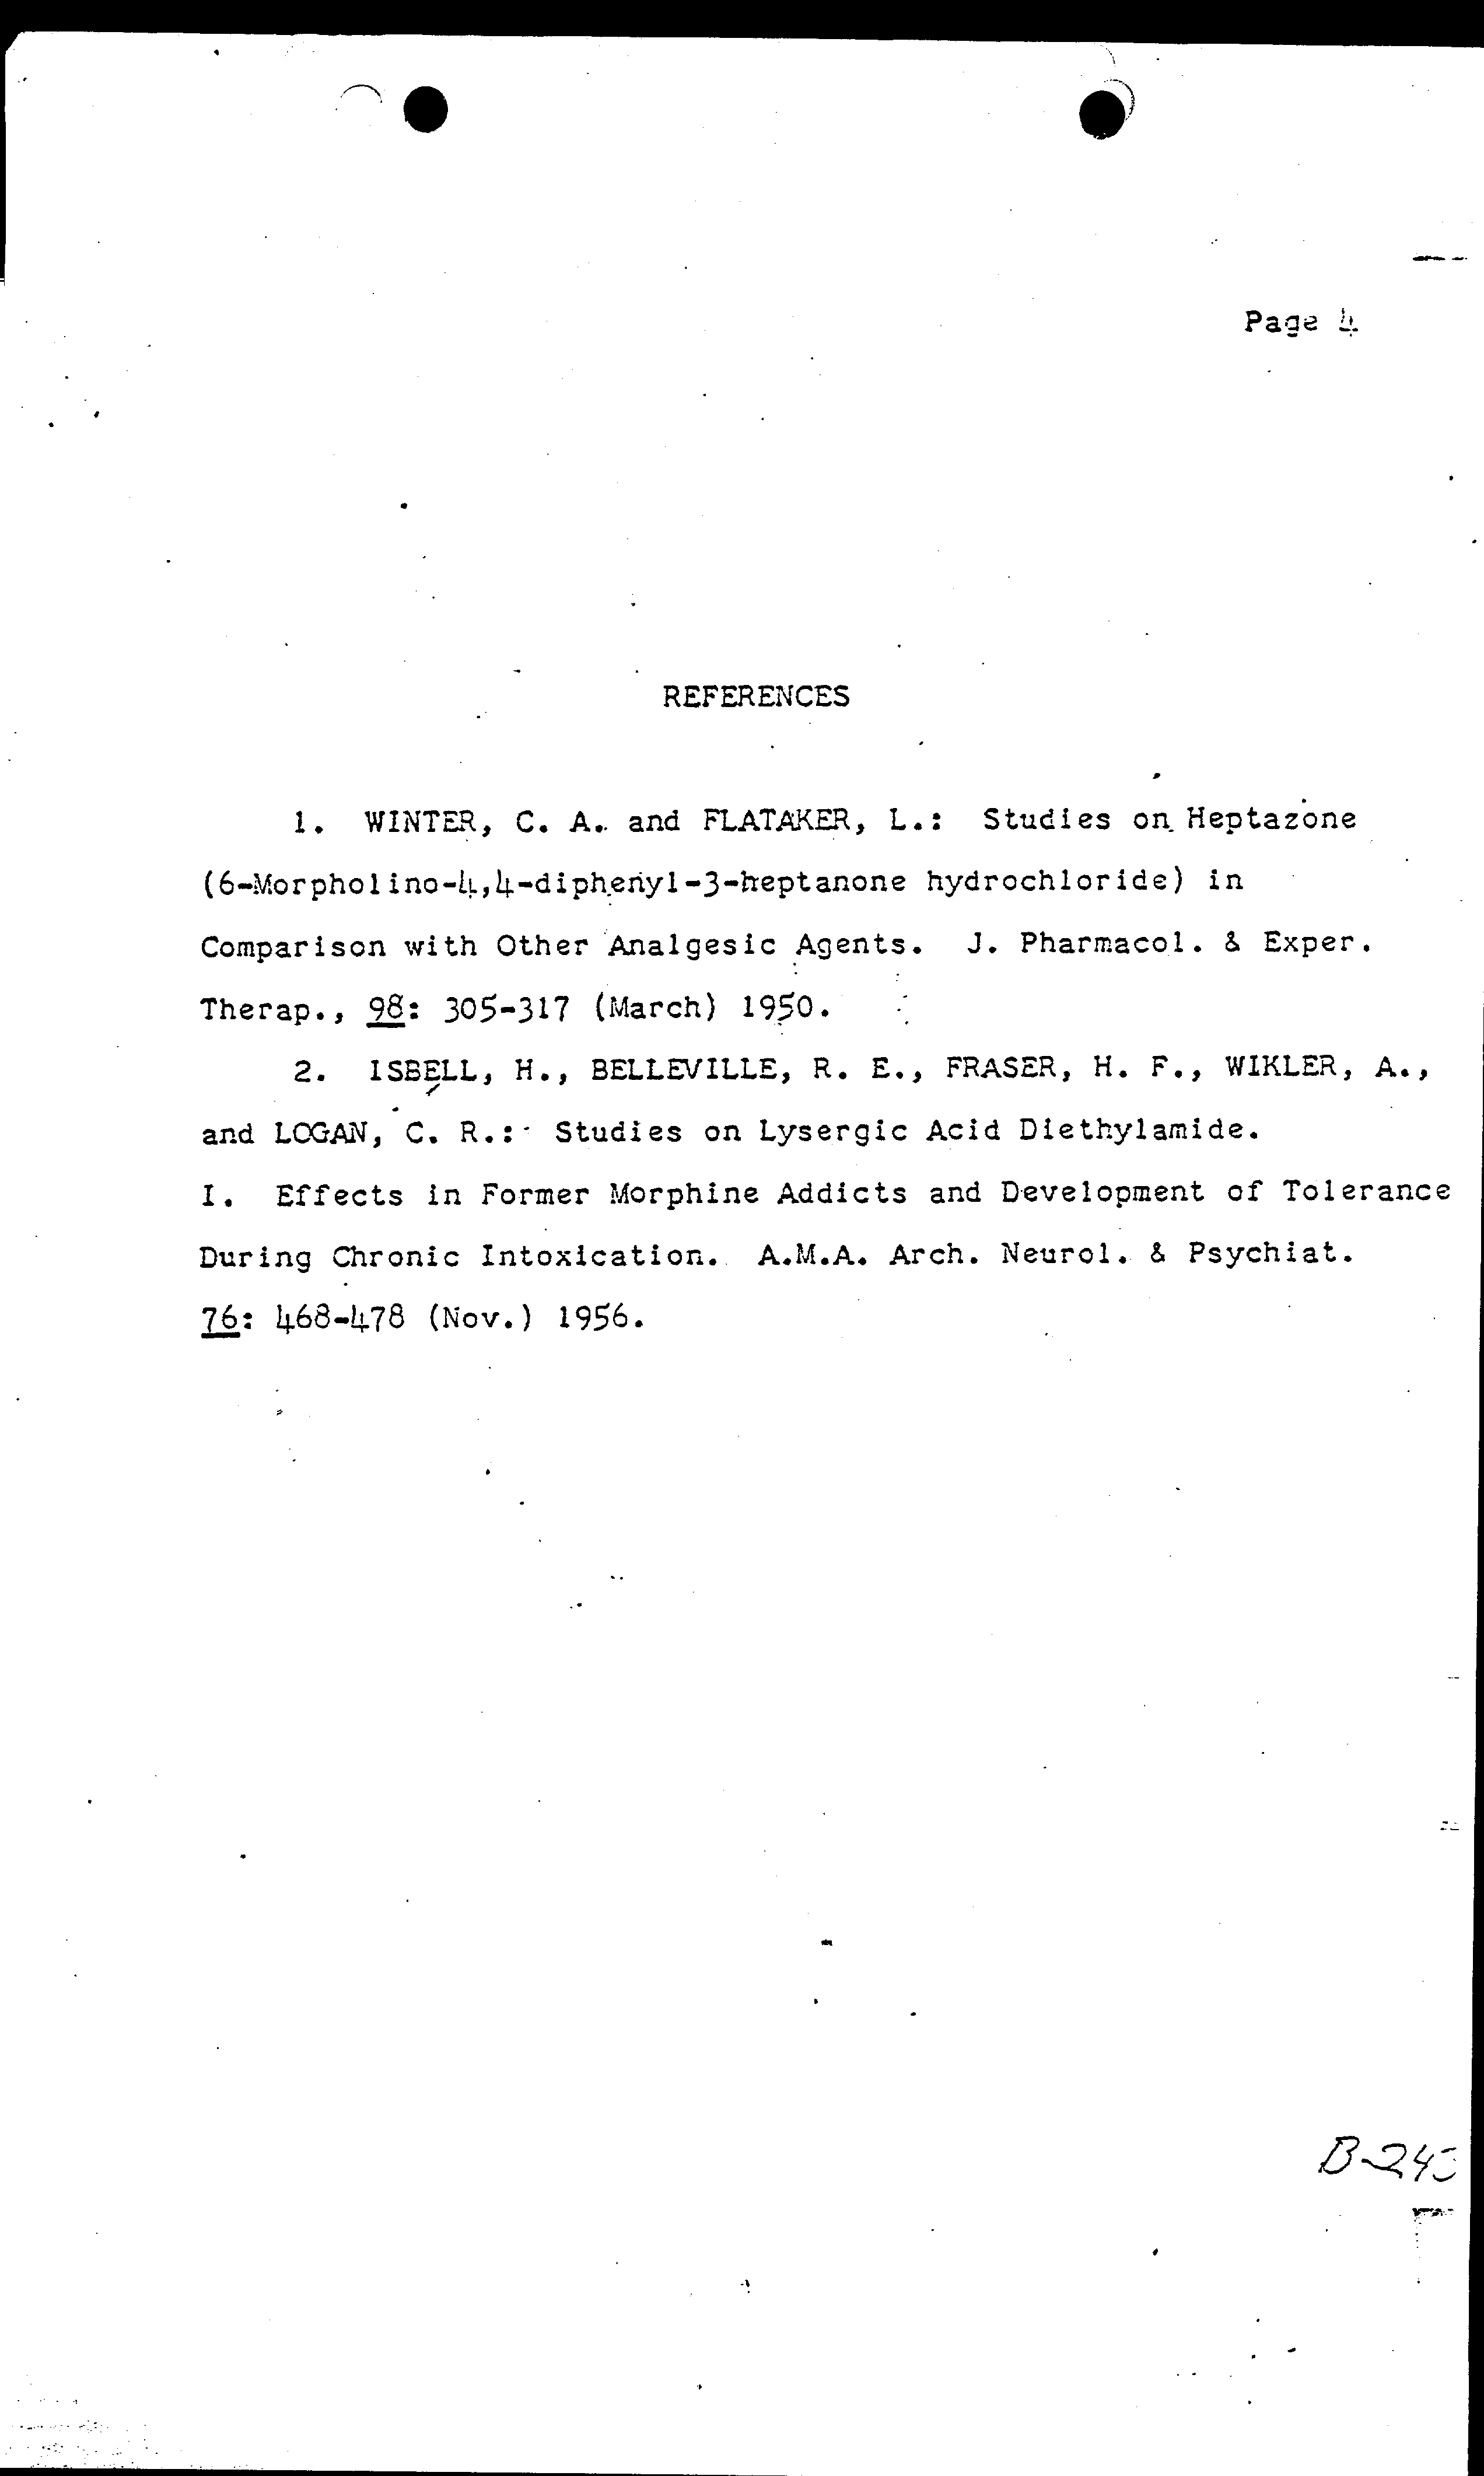 Page 4
REFERENCES
1. WINTER, C. A. and FLATAKER, L.: Studies on Heptazone
(6-Morpholino-4,4-diphenyl-3-heptanone hydrochloride) in
Comparison with Other Analgesic Agents. J. Pharmacol. & Exper.
Therap., 98: 305-317 (March) 1950.
2. ISBELL, H., BELLEVILLE, R. E., FRASER, H. F., WIKLER, A.,
and LOGAN, C. R.: Studies on Lysergic Acid Diethylamide.
I. Effects in Former Morphine Addicts and Development of Tolerance
During Chronic Intoxication. A.M.A. Arch. Neurol. & Psychiat.
76: 468-478 (Nov.) 1956.